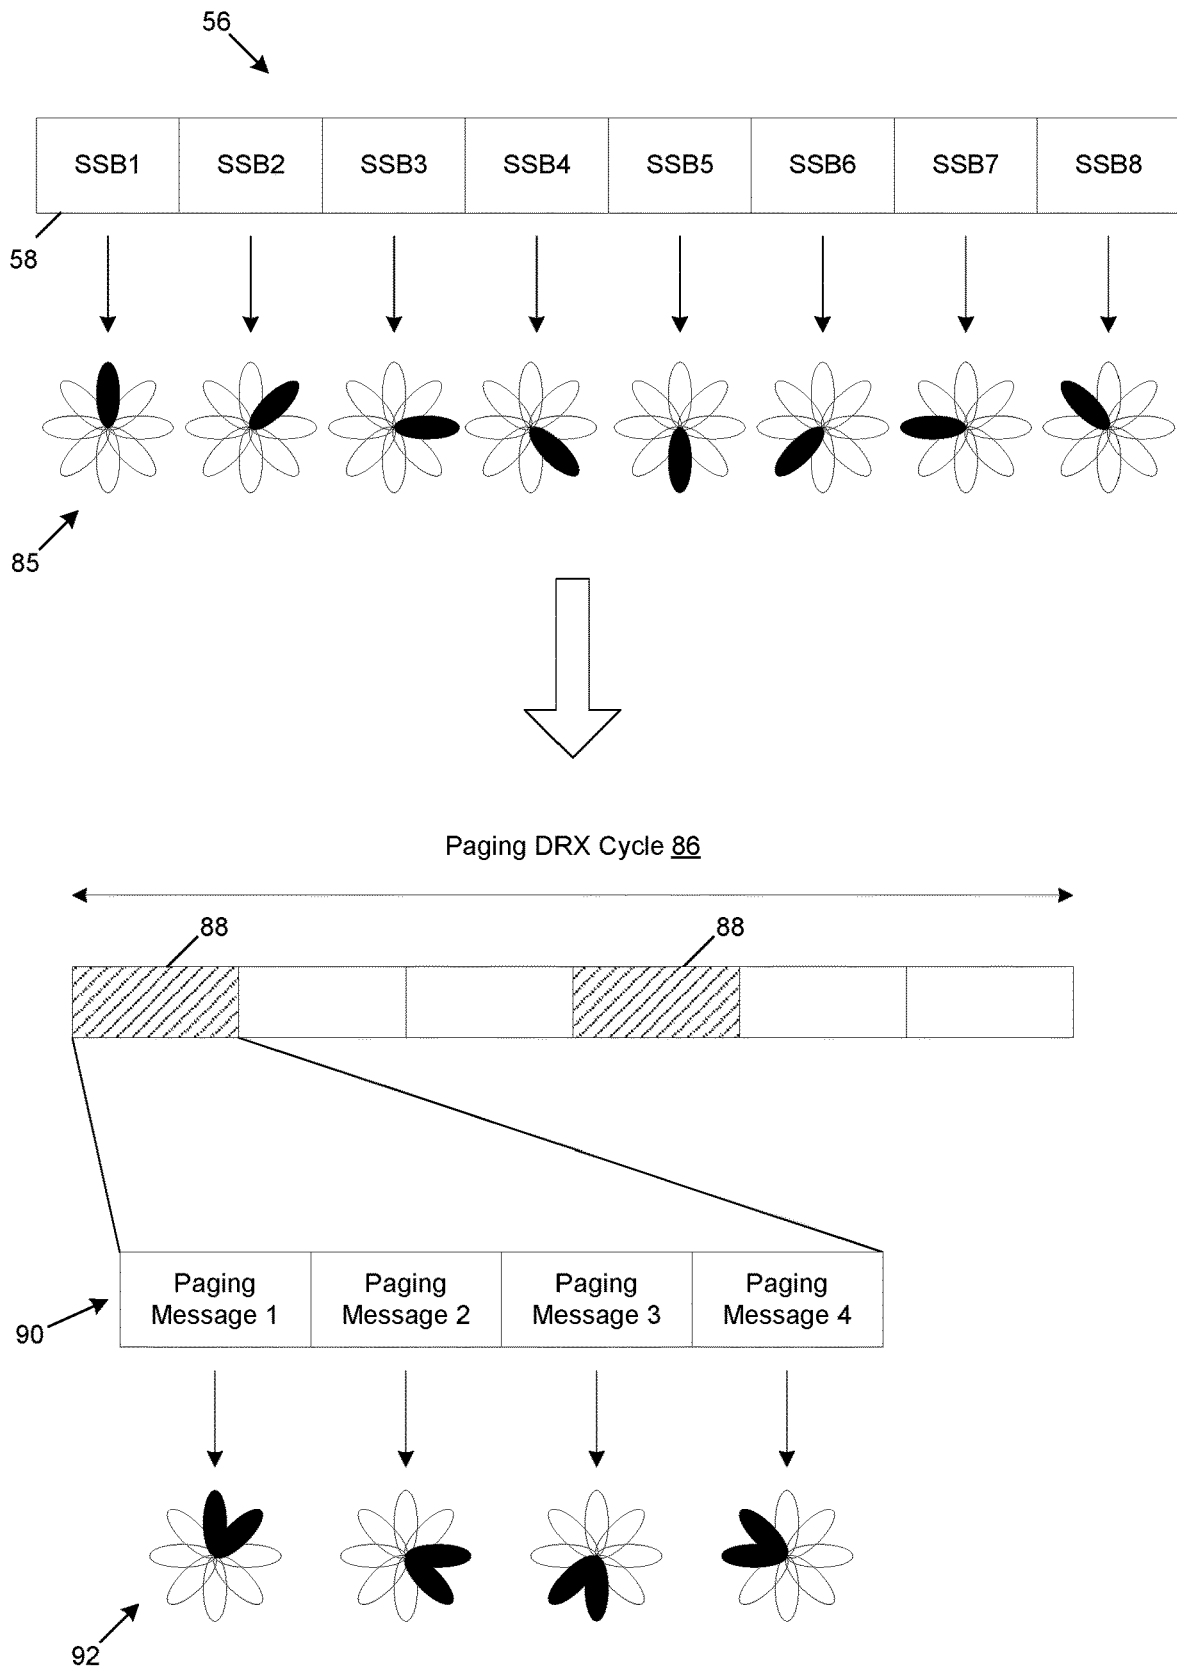 56
SSB1 SSB2 SSB3 SSB4 SSB5 SSB6 SSB7 SSB8
58
85
Paging DRX Cycle 86
88 88
Paging Message 1
Paging Message 2
Paging Message 3
Paging Message 4
90
92